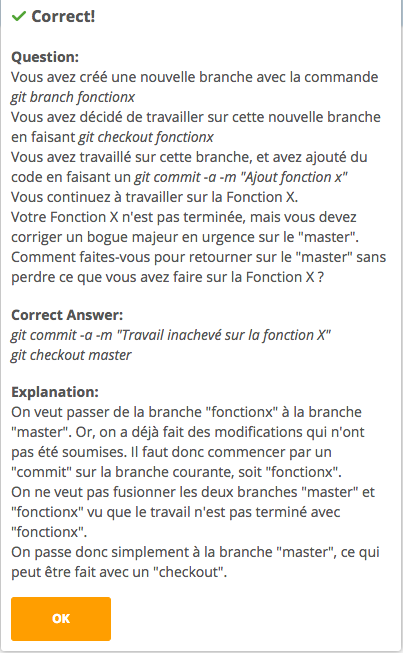 Correct!
Question:
Vous avez créé une nouvelle branche avec la commande
git branch fonctionx
Vous avez décidé de travailler sur cette nouvelle branche
en faisant git checkout fonctionx
Vous avez travaillé sur cette branche, et avez ajouté du
code en faisant un git commit -a -m "Ajout fonction x"
Vous continuez à travailler sur la Fonction X.
Votre Fonction X n'est pas terminée, mais vous devez
corriger un bogue majeur en urgence sur le "master".
Comment faites-vous pour retourner sur le "master" sans
perdre ce que vous avez faire sur la Fonction X ?
Correct Answer:
git commit -a -m "Travail inachevé sur la fonction X"
git checkout master
Explanation:
On veut passer de la branche "fonctionx" à la branche
"master". Or, on a déjà fait des modifications qui n'ont
pas été soumises. Il faut donc commencer par un
"commit" sur la branche courante, soit "fonctionx".
On ne veut pas fusionner les deux branches "master" et
"fonctionx" vu que le travail n'est pas terminé avec
"fonctionx".
On passe donc simplement à la branche "master", ce qui
peut être fait avec un "checkout".
OK